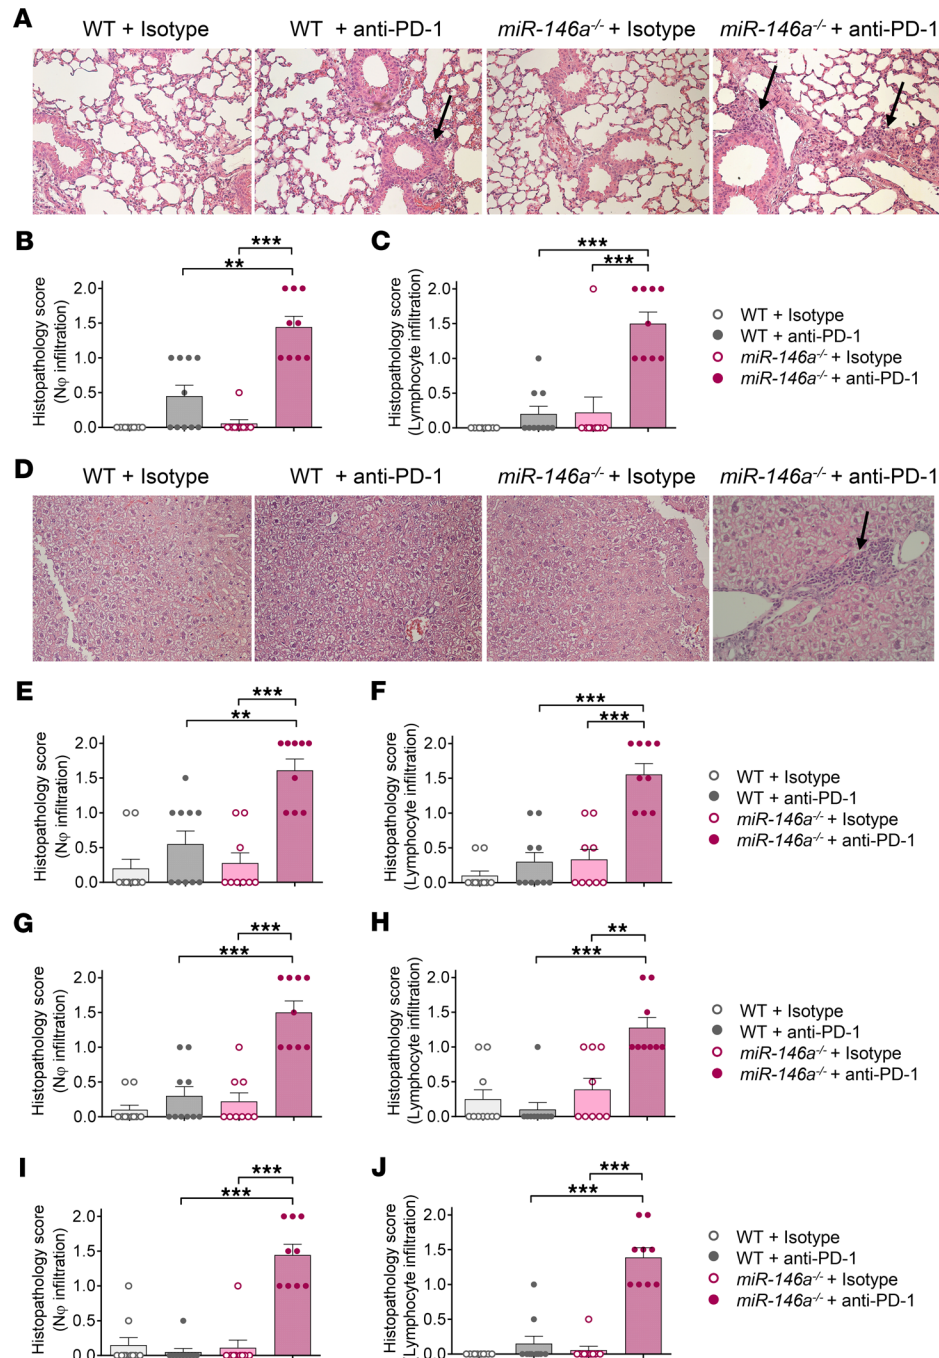 A
WT + Isotype
WT + anti-PD-1
miR-146a-/- + Isotype
miR-146a-/- + anti-PD-1
B
Histopathology score
(Nφ infiltration)
***
**
2.0
1.5
1.0
0.5
0.0
C
Histopathology score
(Lymphocyte infiltration)
***
***
2.0
1.5
1.0
0.5
0.0
WT + Isotype
WT + anti-PD-1
miR-146a-/- + Isotype
miR-146a-/- + anti-PD-1
D
WT + Isotype
WT + anti-PD-1
miR-146a-/- + Isotype
miR-146a-/- + anti-PD-1
E
Histopathology score
(Nφ infiltration)
***
**
2.0
1.5
1.0
0.5
0.0
F
Histopathology score
(Lymphocyte infiltration)
***
***
2.0
1.5
1.0
0.5
0.0
WT + Isotype
WT + anti-PD-1
miR-146a-/- + Isotype
miR-146a-/- + anti-PD-1
G
Histopathology score
(Nφ infiltration)
***
***
2.0
1.5
1.0
0.5
0.0
H
Histopathology score
(Lymphocyte infiltration)
**
***
2.0
1.5
1.0
0.5
0.0
WT + Isotype
WT + anti-PD-1
miR-146a-/- + Isotype
miR-146a-/- + anti-PD-1
I
Histopathology score
(Nφ infiltration)
***
***
2.0
1.5
1.0
0.5
0.0
J
Histopathology score
(Lymphocyte infiltration)
***
***
2.0
1.5
1.0
0.5
0.0
WT + Isotype
WT + anti-PD-1
miR-146a-/- + Isotype
miR-146a-/- + anti-PD-1